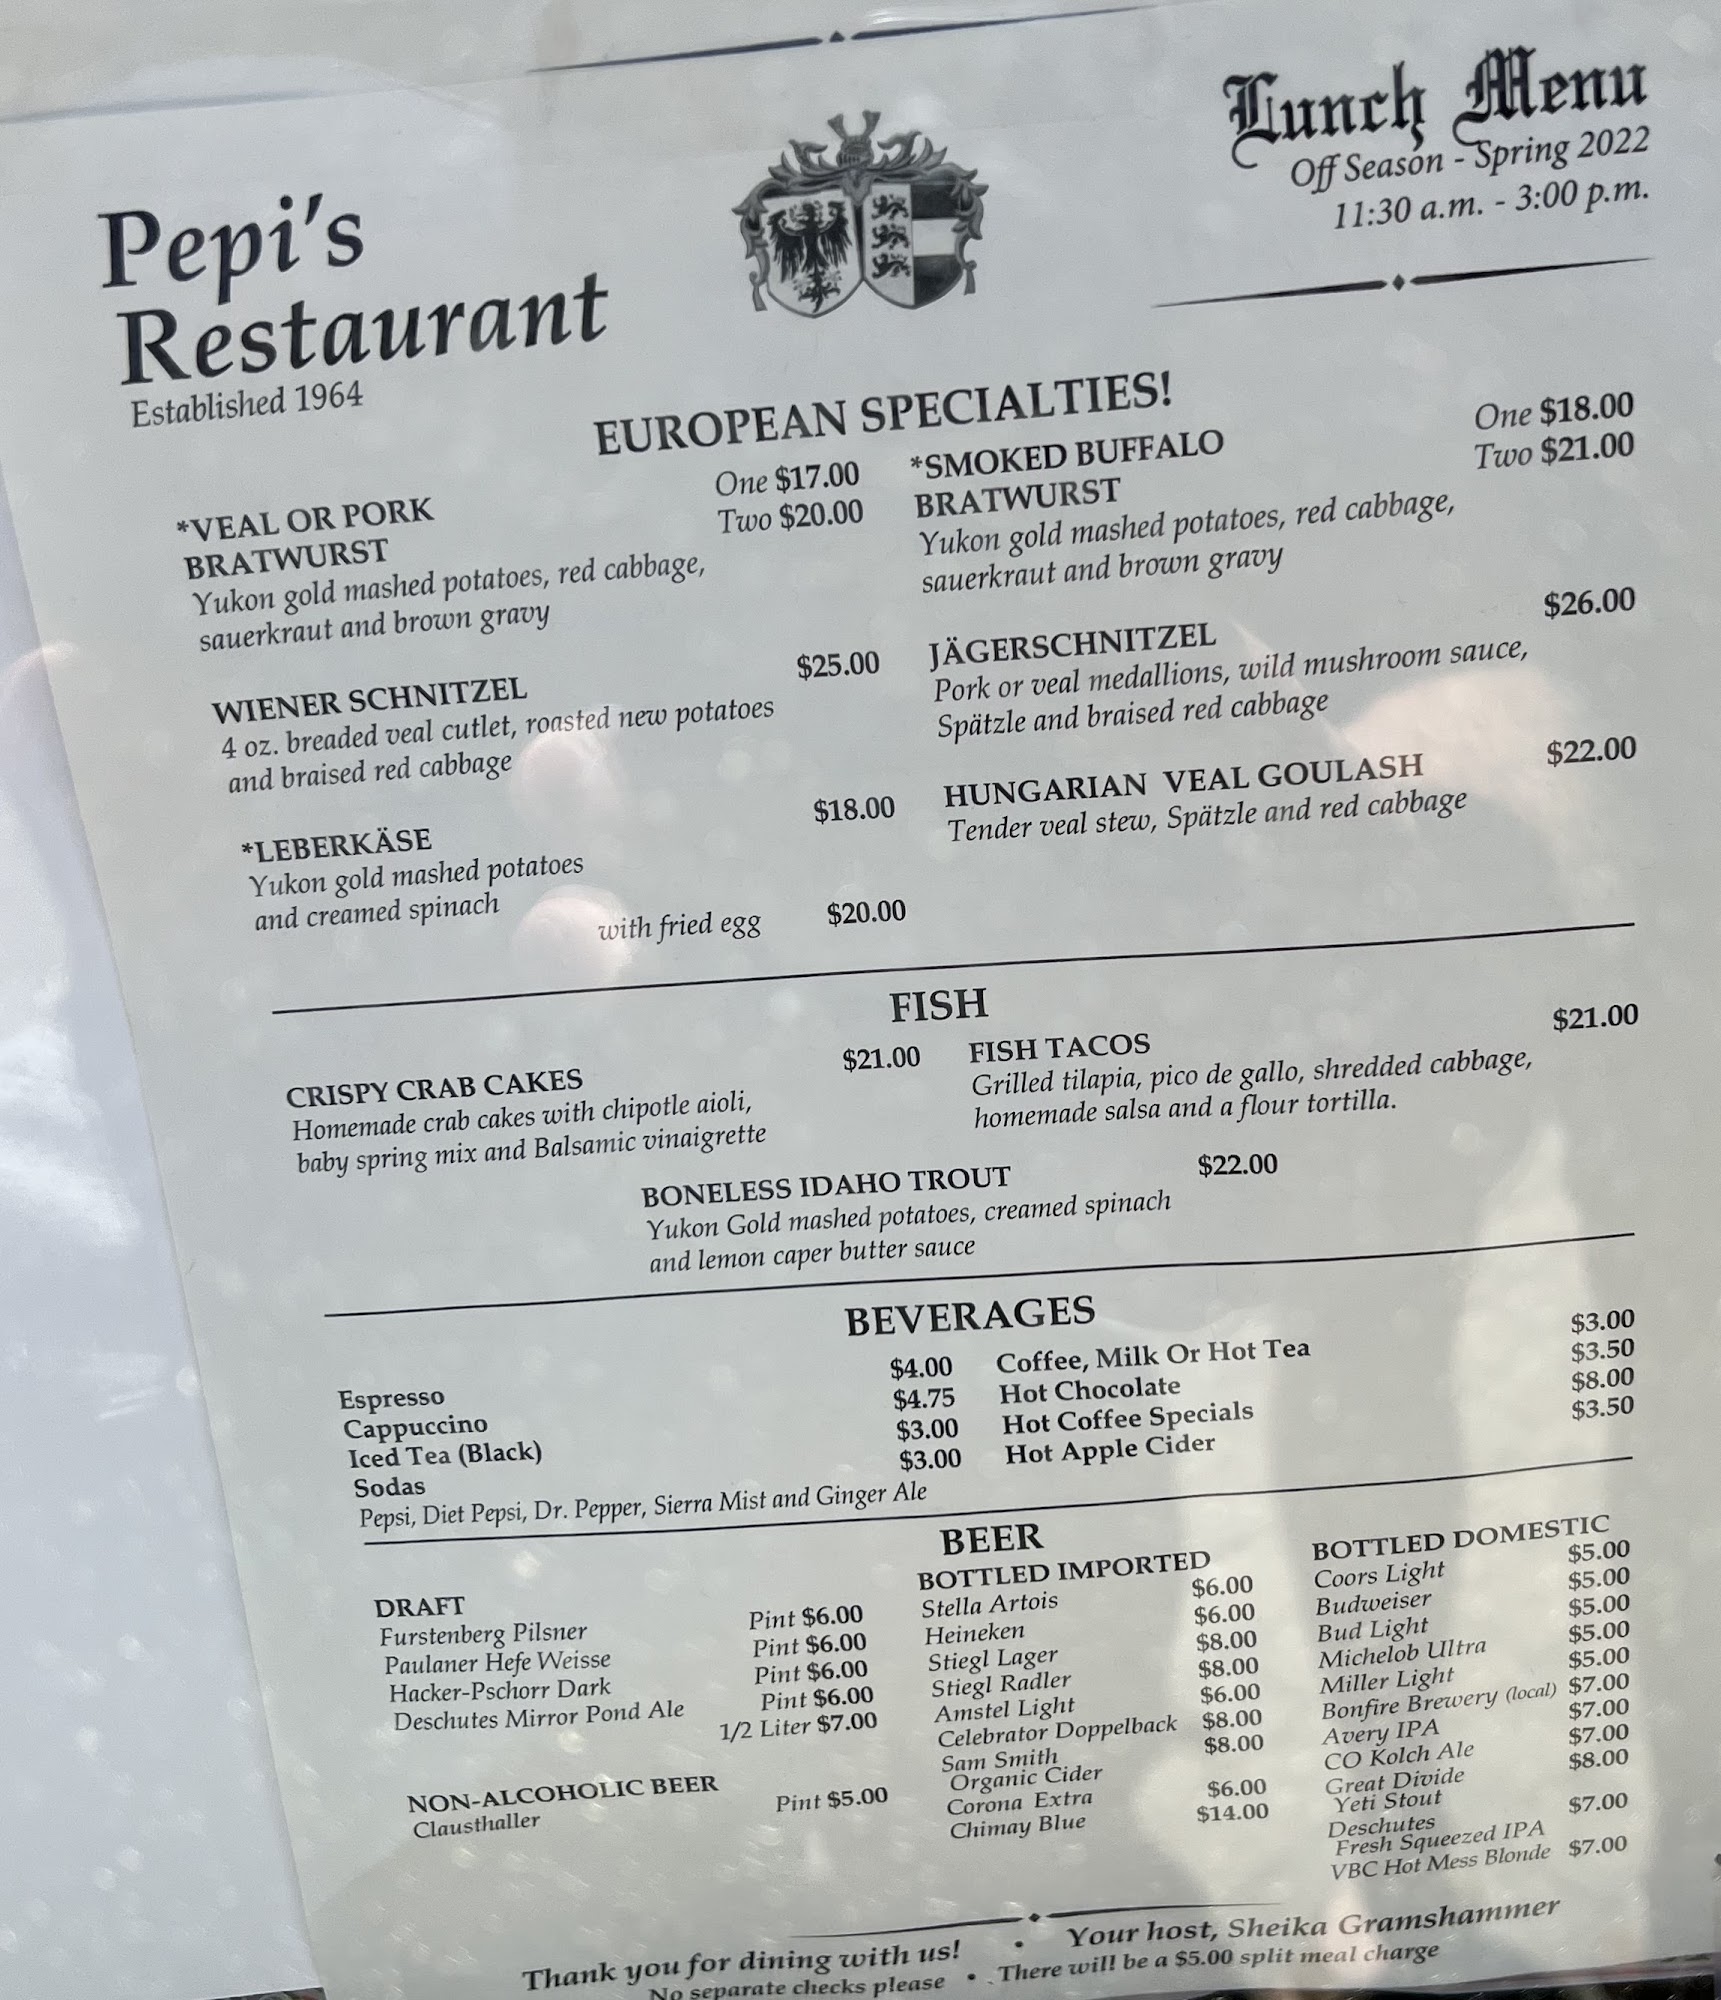 Pepi's
Restaurant
Established 1964
Lunch Menu
Off Season - Spring 2022
11:30 a.m. - 3:00 p.m.
EUROPEAN SPECIALTIES!
*VEAL OR PORK One $17.00
BRATWURST Two $20.00
Yukon gold mashed potatoes, red cabbage,
sauerkraut and brown gravy
WIENER SCHNITZEL $25.00
4 oz. breaded veal cutlet, roasted new potatoes
and braised red cabbage
*LEBERKÄSE $18.00
Yukon gold mashed potatoes
and creamed spinach
with fried egg $20.00
*SMOKED BUFFALO One $18.00
BRATWURST Two $21.00
Yukon gold mashed potatoes, red cabbage,
sauerkraut and brown gravy
JÄGERSCHNITZEL $26.00
Pork or veal medallions, wild mushroom sauce,
Spätzle and braised red cabbage
HUNGARIAN VEAL GOULASH $22.00
Tender veal stew, Spätzle and red cabbage
FISH
CRISPY CRAB CAKES $21.00
Homemade crab cakes with chipotle aioli,
baby spring mix and Balsamic vinaigrette
FISH TACOS $21.00
Grilled tilapia, pico de gallo, shredded cabbage,
homemade salsa and a flour tortilla.
BONELESS IDAHO TROUT $22.00
Yukon Gold mashed potatoes, creamed spinach
and lemon caper butter sauce
BEVERAGES
Espresso $4.00
Cappuccino $4.75
Iced Tea (Black) $3.00
Sodas $3.00
Pepsi, Diet Pepsi, Dr. Pepper, Sierra Mist and Ginger Ale
Coffee, Milk Or Hot Tea $3.00
Hot Chocolate $3.50
Hot Coffee Specials $8.00
Hot Apple Cider $3.50
BEER
DRAFT
Furstenberg Pilsner Pint $6.00
Paulaner Hefe Weisse Pint $6.00
Hacker-Pschorr Dark Pint $6.00
Deschutes Mirror Pond Ale Pint $6.00
1/2 Liter $7.00
NON-ALCOHOLIC BEER
Clausthaller Pint $5.00
BOTTLED IMPORTED
Stella Artois $6.00
Heineken $6.00
Stiegl Lager $8.00
Stiegl Radler $8.00
Amstel Light $6.00
Celebrator Doppelback $8.00
Sam Smith $8.00
Organic Cider
Corona Extra $6.00
Chimay Blue $14.00
BOTTLED DOMESTIC
Coors Light $5.00
Budweiser $5.00
Bud Light $5.00
Michelob Ultra $5.00
Miller Light $5.00
Bonfire Brewery (local) $7.00
Avery IPA $7.00
CO Kolch Ale $7.00
Great Divide $8.00
Yeti Stout
Deschutes $7.00
Fresh Squeezed IPA
VBC Hot Mess Blonde $7.00
Thank you for dining with us! • Your host, Sheika Gramshammer
No separate checks please • There will be a $5.00 split meal charge